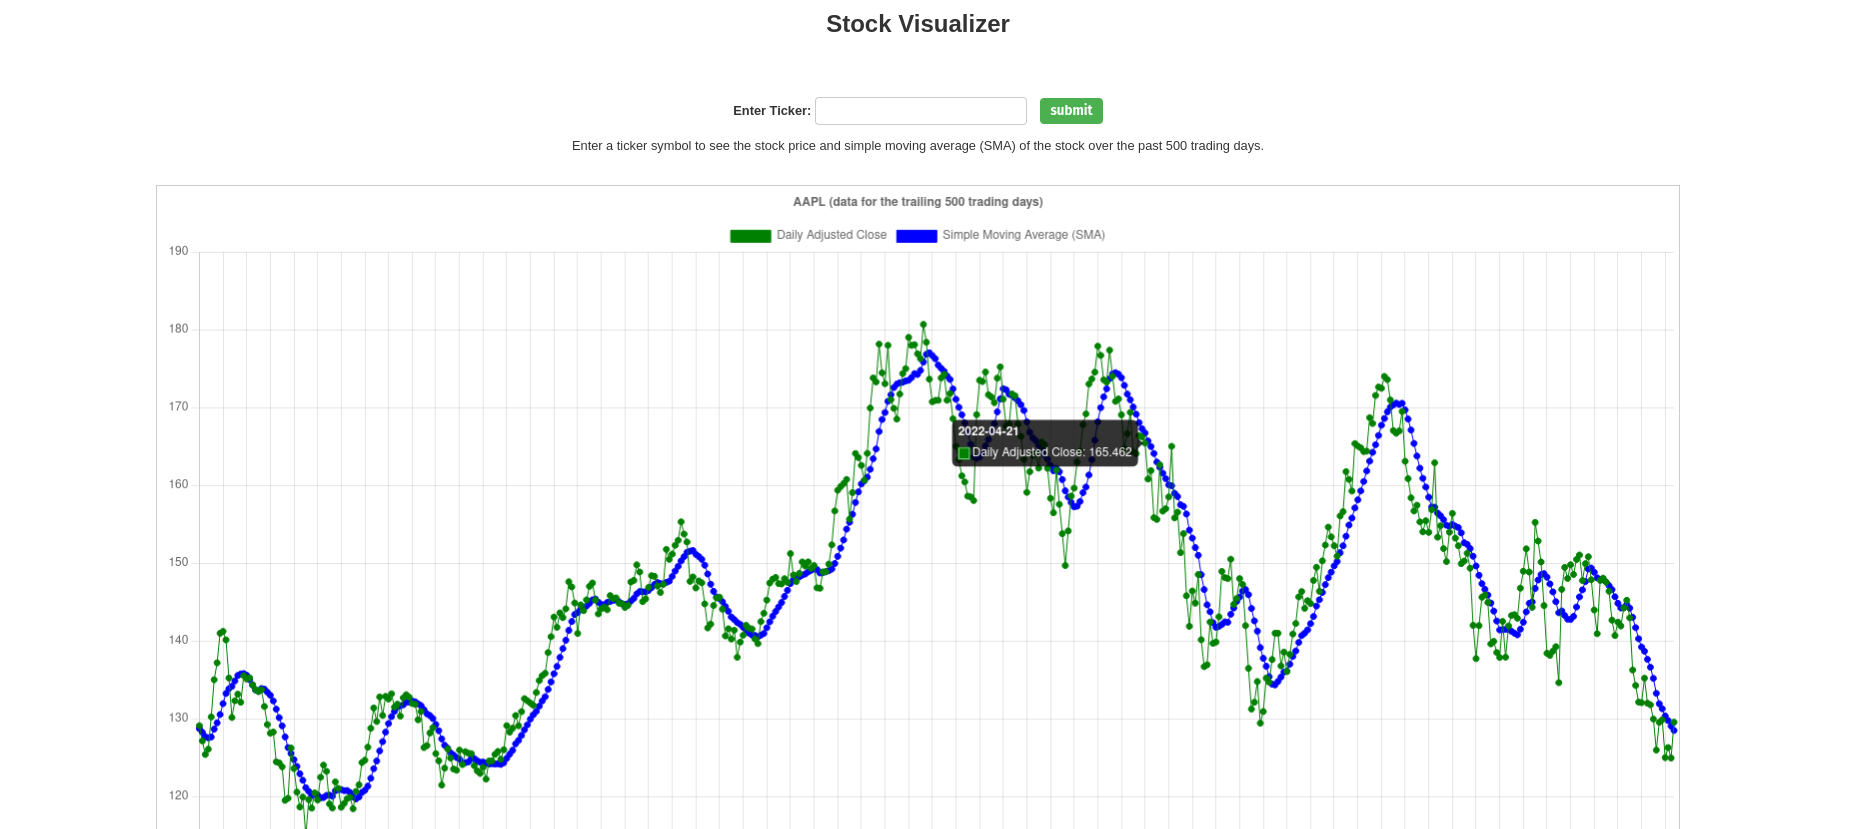 Stock Visualizer
Enter Ticker: submit
Enter a ticker symbol to see the stock price and simple moving average (SMA) of the stock over the past 500 trading days.
AAPL (data for the trailing 500 trading days)
Daily Adjusted Close Simple Moving Average (SMA)
190
180
170
2022-04-21
Daily Adjusted Close: 165.462
160
150
140
130
120